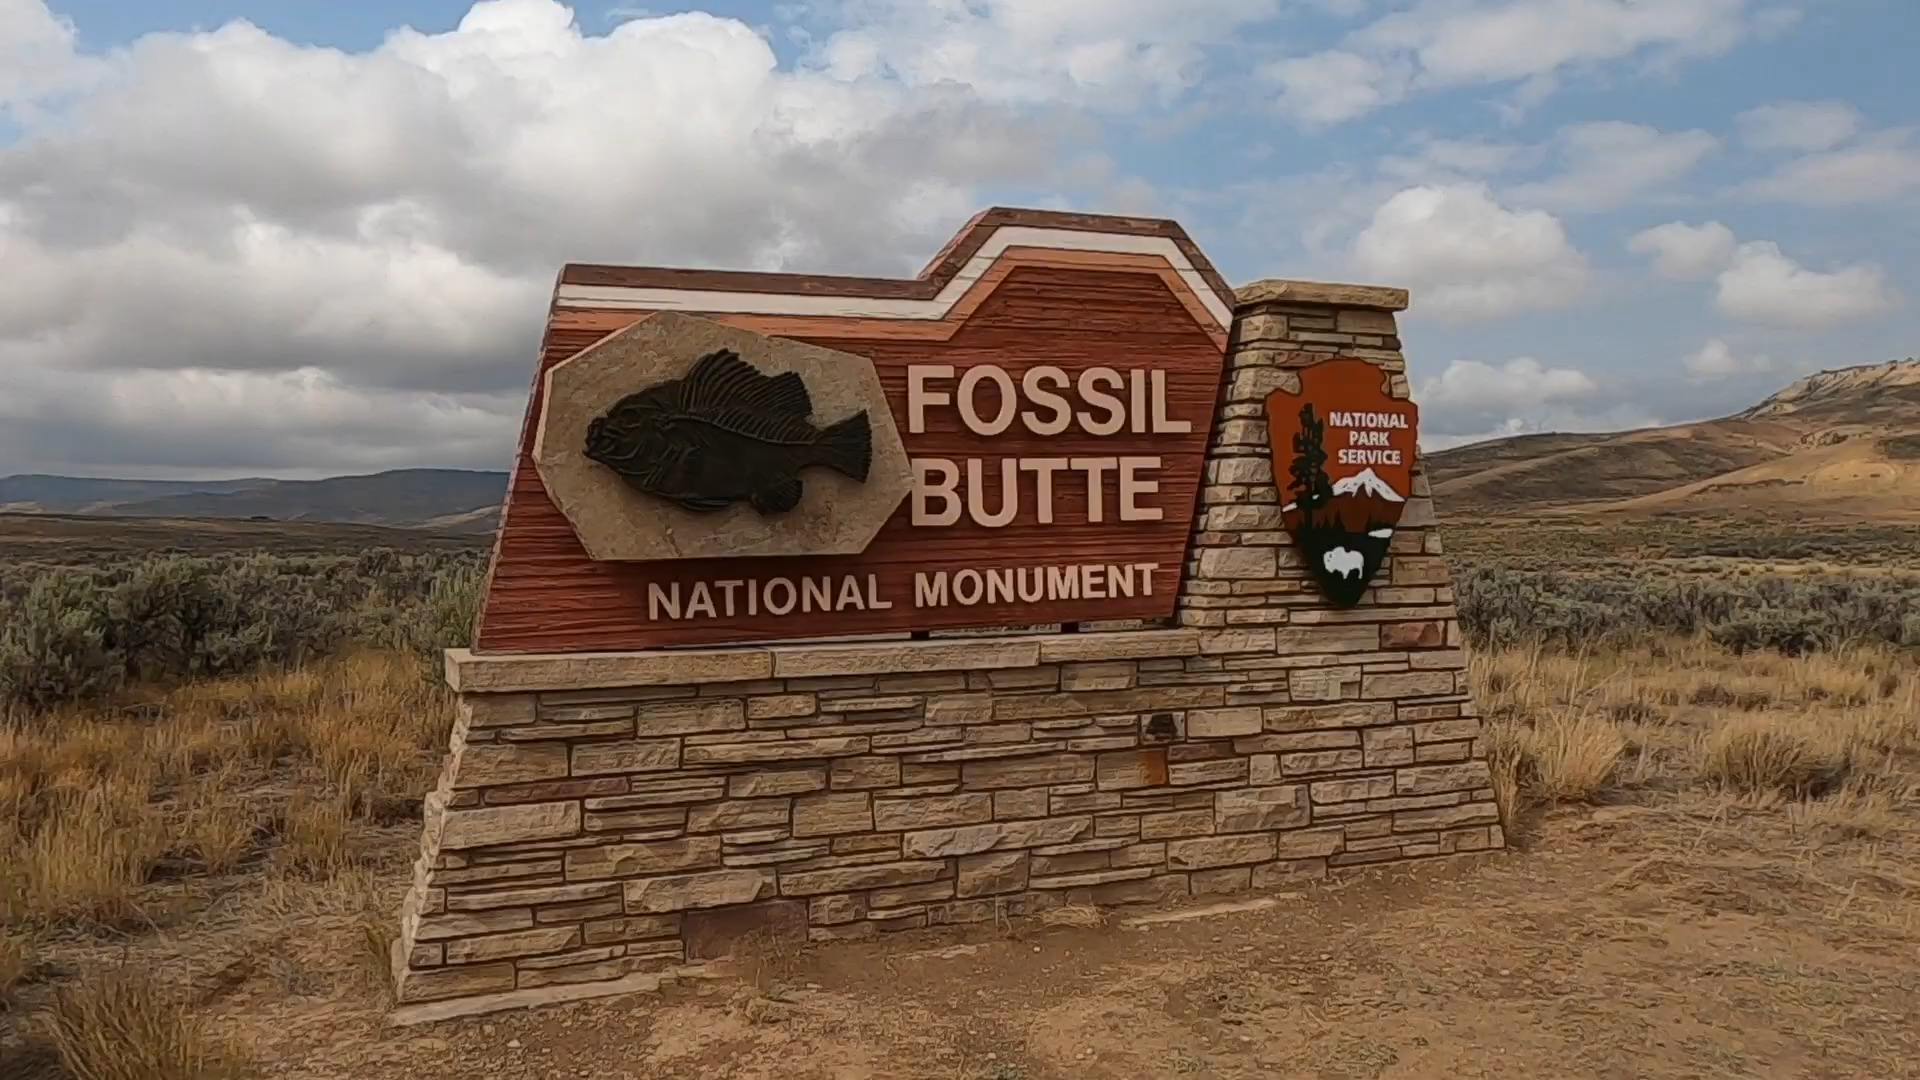 FOSSIL
BUTTE
NATIONAL MONUMENT
NATIONAL
PARK
SERVICE